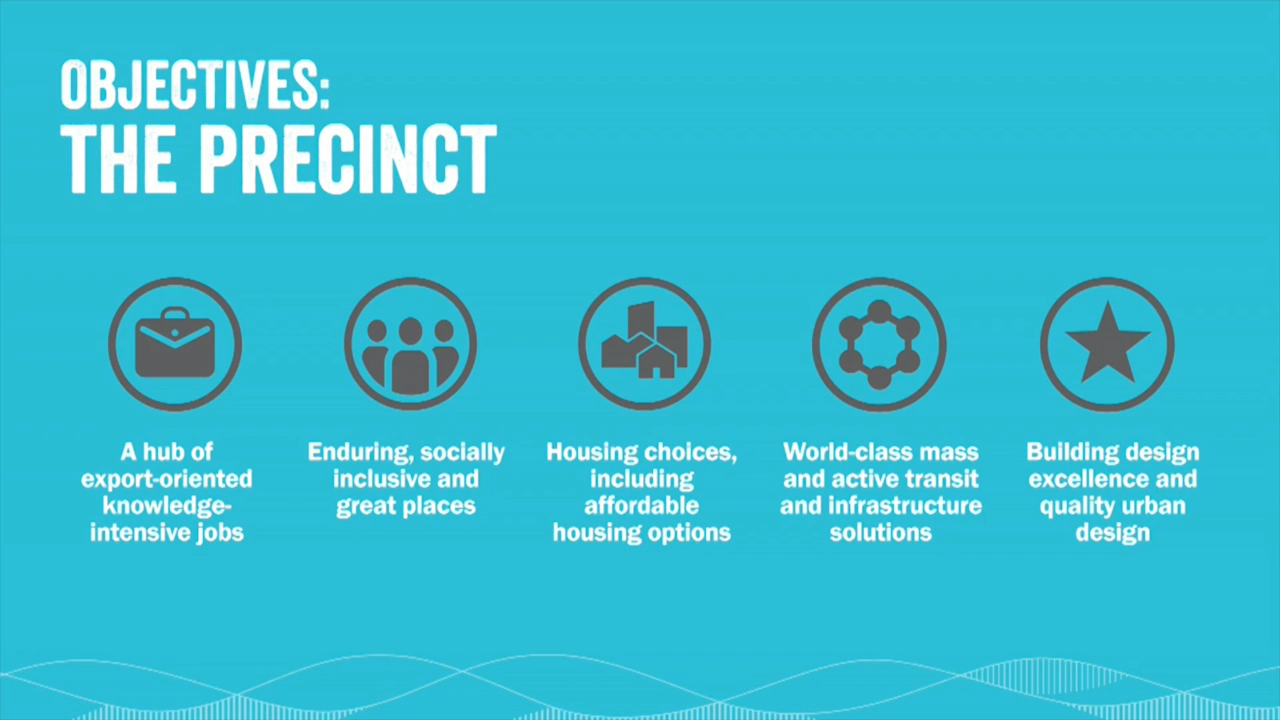 OBJECTIVES:
THE PRECINCT
A hub of
export-oriented
knowledge-
intensive jobs
Enduring, socially
inclusive and
great places
Housing choices,
including
affordable
housing options
World-class mass
and active transit
and infrastructure
solutions
Building design
excellence and
quality urban
design